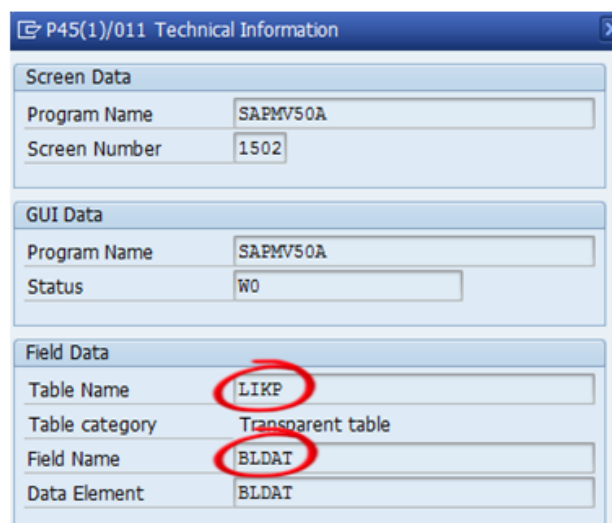 P45(1)/011 Technical Information
Screen Data
Program Name SAPMV50A
Screen Number 1502
GUI Data
Program Name SAPMV50A
Status W0
Field Data
Table Name LIKP
Table category Transparent table
Field Name BLDAT
Data Element BLDAT